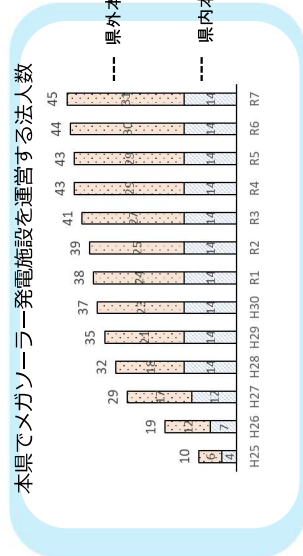 本県でメガソーラー発電施設を運営する法人数
10 19 29 32 35 37 38 39 41 43 43 44 45
6 12 17 18 21 23 24 25 27 29 29 30 31
4 7 12 14 14 14 14 14 14 14 14 14 14
H25 H26 H27 H28 H29 H30 R1 R2 R3 R4 R5 R6 R7
県外本
県内本